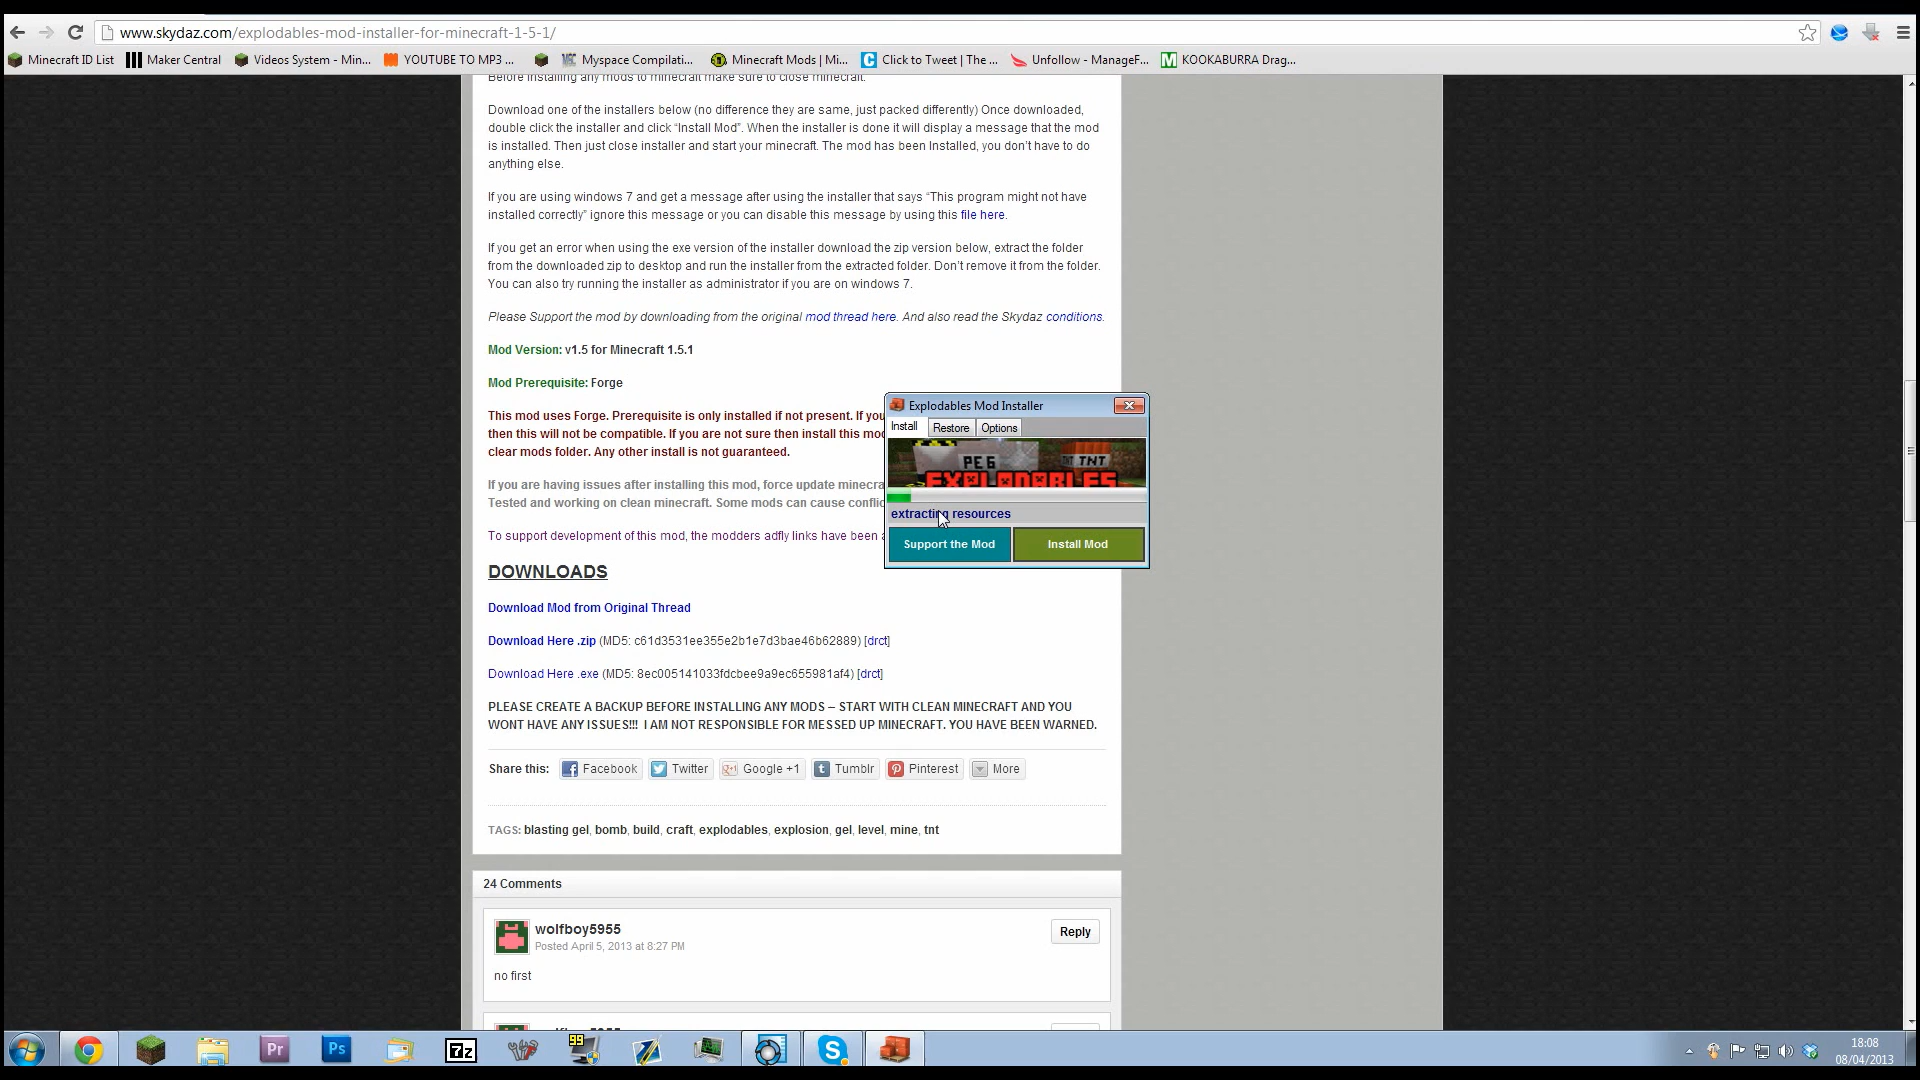 www.skydaz.com/explodables-mod-installer-for-minecraft-1-5-1/
Minecraft ID List
Maker Central
Videos System - Min...
YOUTUBE TO MP3 ...
Myspace Compilati...
Minecraft Mods | Mi...
Click to Tweet | The ...
Unfollow - ManageF...
KOOKABURRA Drag...
Before installing any mods to minecraft make sure to close minecraft.
Download one of the installers below (no difference they are same, just packed differently) Once downloaded,
double click the installer and click “Install Mod”. When the installer is done it will display a message that the mod
is installed. Then just close installer and start your minecraft. The mod has been Installed, you don’t have to do
anything else.
If you are using windows 7 and get a message after using the installer that says “This program might not have
installed correctly” ignore this message or you can disable this message by using this file here.
If you get an error when using the exe version of the installer download the zip version below, extract the folder
from the downloaded zip to desktop and run the installer from the extracted folder. Don’t remove it from the folder.
You can also try running the installer as administrator if you are on windows 7.
Please Support the mod by downloading from the original mod thread here. And also read the Skydaz conditions.
Mod Version: v1.5 for Minecraft 1.5.1
Mod Prerequisite: Forge
This mod uses Forge. Prerequisite is only installed if not present. If you
then this will not be compatible. If you are not sure then install this mod
clear mods folder. Any other install is not guaranteed.
If you are having issues after installing this mod, force update minecra
Tested and working on clean minecraft. Some mods can cause conflic
To support development of this mod, the modders adfly links have been a
Explodables Mod Installer
Install
Restore
Options
PE6
TNT
EXPLODABLES
extracting resources
Support the Mod
Install Mod
DOWNLOADS
Download Mod from Original Thread
Download Here .zip (MD5: c61d3531ee355e2b1e7d3bae46b62889) [drct]
Download Here .exe (MD5: 8ec005141033fdcbee9a9ec655981af4) [drct]
PLEASE CREATE A BACKUP BEFORE INSTALLING ANY MODS – START WITH CLEAN MINECRAFT AND YOU
WONT HAVE ANY ISSUES!!! I AM NOT RESPONSIBLE FOR MESSED UP MINECRAFT. YOU HAVE BEEN WARNED.
Share this:
Facebook
Twitter
Google +1
Tumblr
Pinterest
More
TAGS: blasting gel, bomb, build, craft, explodables, explosion, gel, level, mine, tnt
24 Comments
wolfboy5955
Posted April 5, 2013 at 8:27 PM
Reply
no first
Pr
Ps
7z
99
S
18:08
08/04/2013